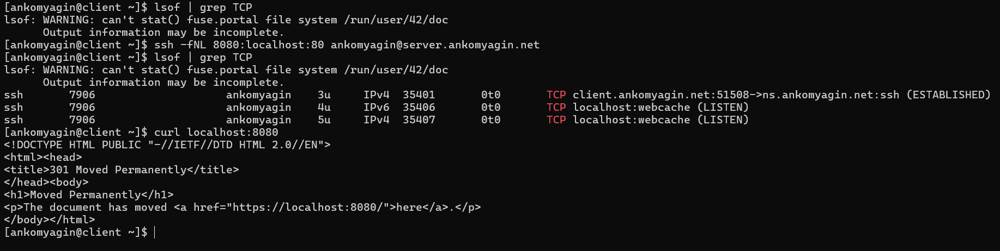 [ankomyagin@client ~]$ lsof | grep TCP
lsof: WARNING: can't stat() fuse.portal file system /run/user/42/doc
      Output information may be incomplete.
[ankomyagin@client ~]$ ssh -fNL 8080:localhost:80 ankomyagin@server.ankomyagin.net
[ankomyagin@client ~]$ lsof | grep TCP
lsof: WARNING: can't stat() fuse.portal file system /run/user/42/doc
      Output information may be incomplete.
ssh       7906                    ankomyagin    3u     IPv4  35401       0t0       TCP client.ankomyagin.net:51508->ns.ankomyagin.net:ssh (ESTABLISHED)
ssh       7906                    ankomyagin    4u     IPv6  35406       0t0       TCP localhost:webcache (LISTEN)
ssh       7906                    ankomyagin    5u     IPv4  35407       0t0       TCP localhost:webcache (LISTEN)
[ankomyagin@client ~]$ curl localhost:8080
<!DOCTYPE HTML PUBLIC "-//IETF//DTD HTML 2.0//EN">
<html><head>
<title>301 Moved Permanently</title>
</head><body>
<h1>Moved Permanently</h1>
<p>The document has moved <a href="https://localhost:8080/">here</a>.</p>
</body></html>
[ankomyagin@client ~]$